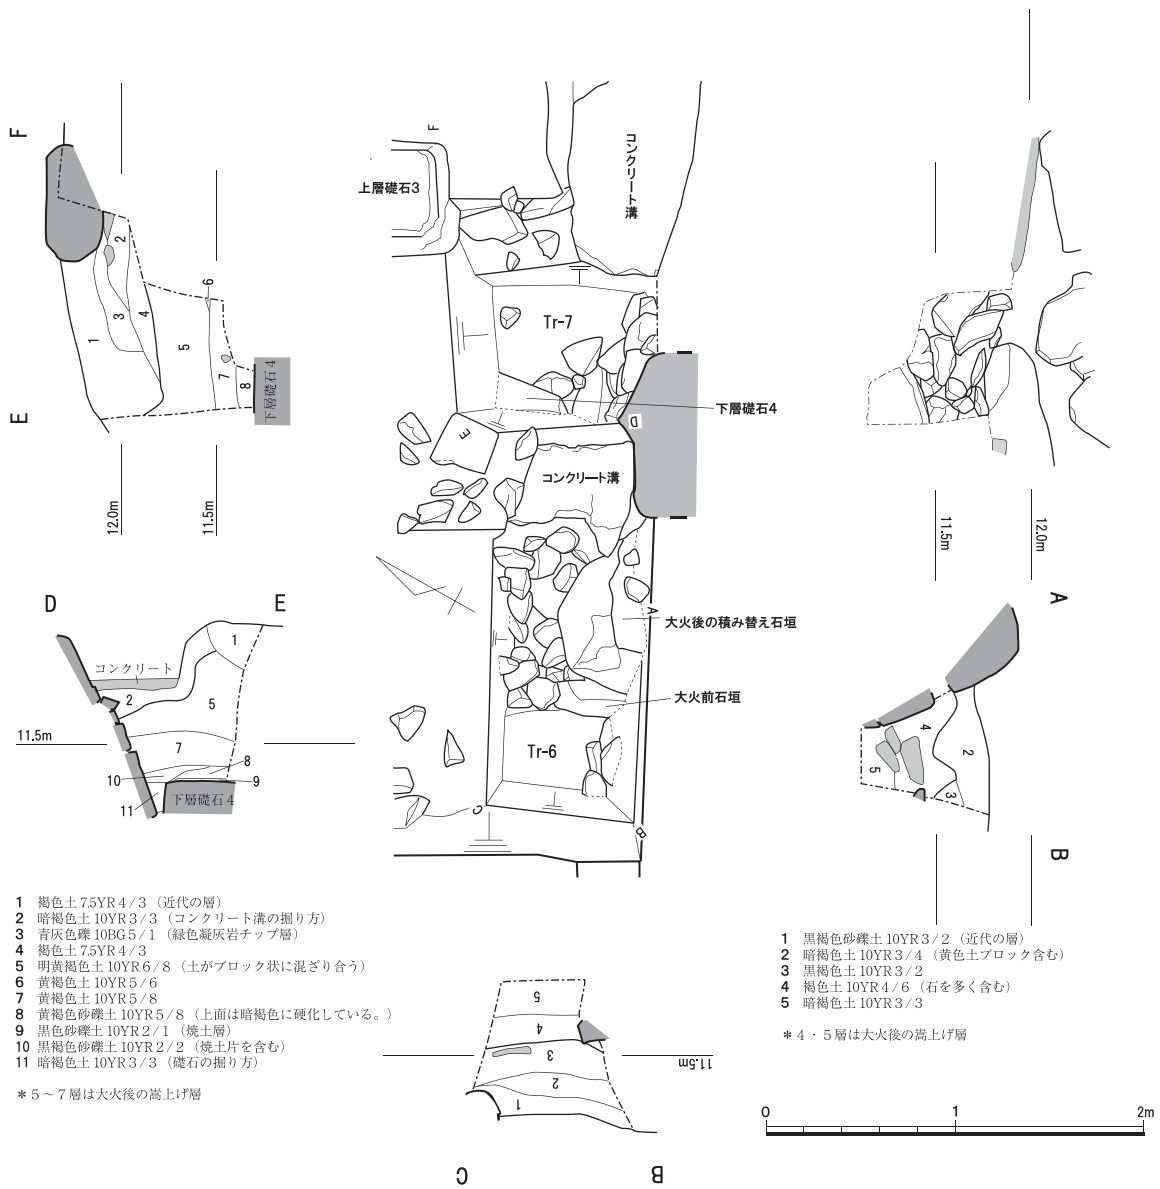 F
E
1
2
3
4
5
6
7
8
下層礎石4
12.0m
11.5m
F
上層礎石3
コンクリート溝
Tr-7
下層礎石4
D
E
コンクリート溝
A
大火後の積み替え石垣
大火前石垣
Tr-6
C
B
11.5m
12.0m
A
B
4
2
5
3
D
E
コンクリート
1
2
5
11.5m
7
8
9
10
11
下層礎石4
1 褐色土 7.5YR4/3（近代の層）
2 暗褐色土 10YR3/3（コンクリート溝の掘り方）
3 青灰色礫 10BG5/1（緑色凝灰岩チップ層）
4 褐色土 7.5YR4/3
5 明黄褐色土 10YR6/8（土がブロック状に混ざり合う）
6 黄褐色土 10YR5/6
7 黄褐色土 10YR5/8
8 黄褐色砂礫土 10YR5/8（上面は暗褐色に硬化している。）
9 黒色砂礫土 10YR2/1（焼土層）
10 黒褐色砂礫土 10YR2/2（焼土片を含む）
11 暗褐色土 10YR3/3（礎石の掘り方）
＊5～7層は大火後の嵩上げ層
5
4
3
2
1
11.5m
C
B
1 黒褐色砂礫土 10YR3/2（近代の層）
2 暗褐色土 10YR3/4（黄色土ブロック含む）
3 黒褐色土 10YR3/2
4 褐色土 10YR4/6（石を多く含む）
5 暗褐色土 10YR3/3
＊4・5層は大火後の嵩上げ層
0 1 2m